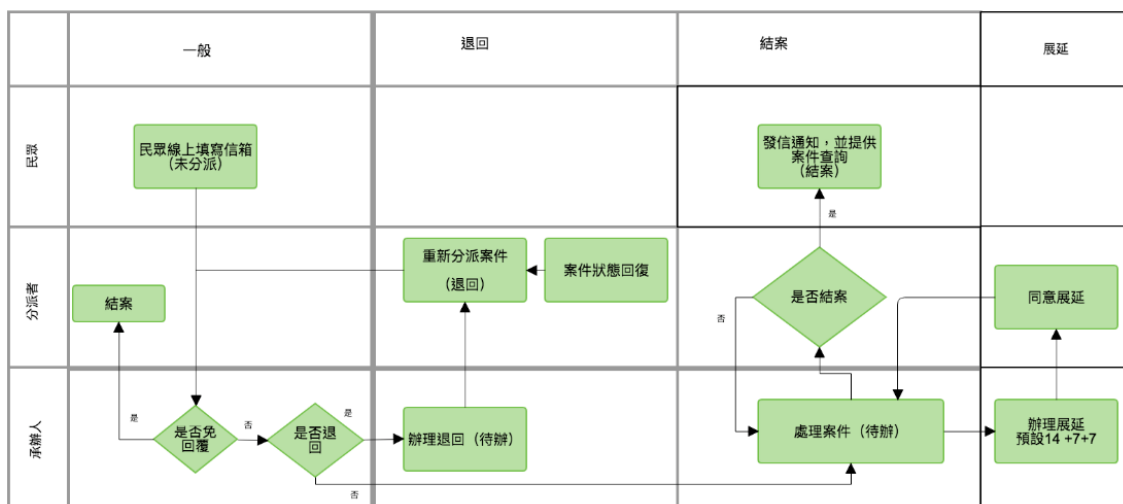 一般
退回
結案
展延
民眾
民眾線上填寫信箱
（未分派）
發信通知，並提供
案件查詢
（結案）
是
分派者
重新分派案件
（退回）
案件狀態回復
結案
是否結案
否
同意展延
承辦人
是
是否免
回覆
否
是否退
回
是
辦理退回（待辦）
處理案件（待辦）
辦理展延
預設14 +7+7
否